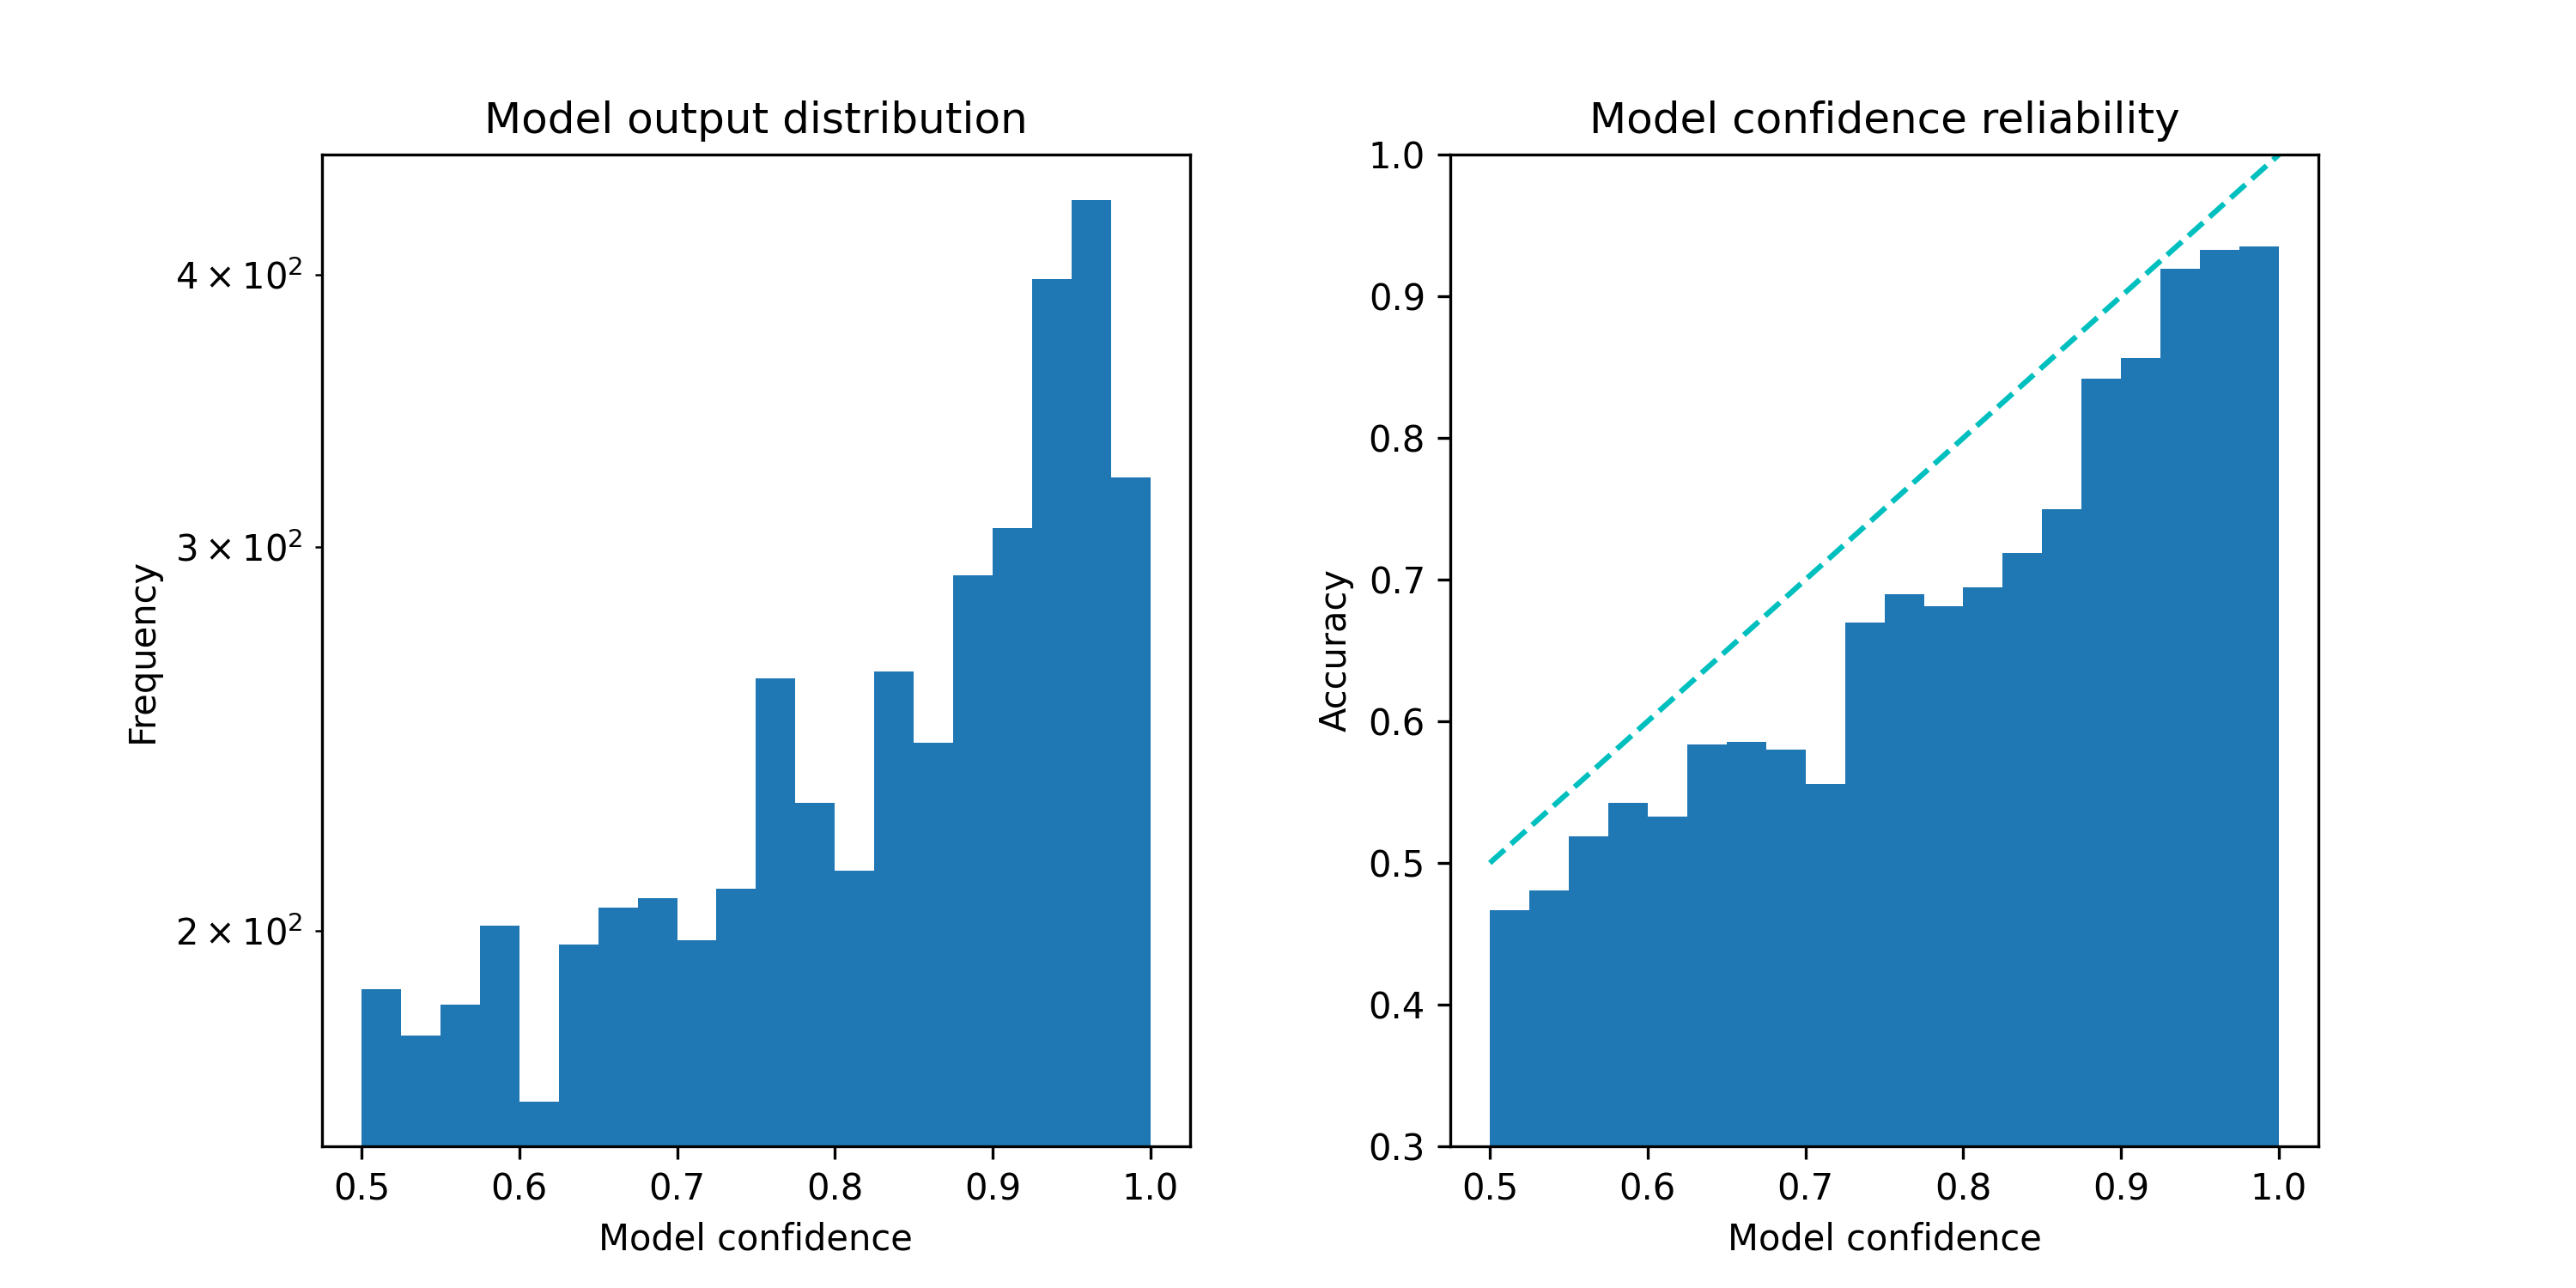 Model output distribution
Frequency
4 × 10²
3 × 10²
2 × 10²
0.5 0.6 0.7 0.8 0.9 1.0
Model confidence
Model confidence reliability
Accuracy
1.0
0.9
0.8
0.7
0.6
0.5
0.4
0.3
0.5 0.6 0.7 0.8 0.9 1.0
Model confidence